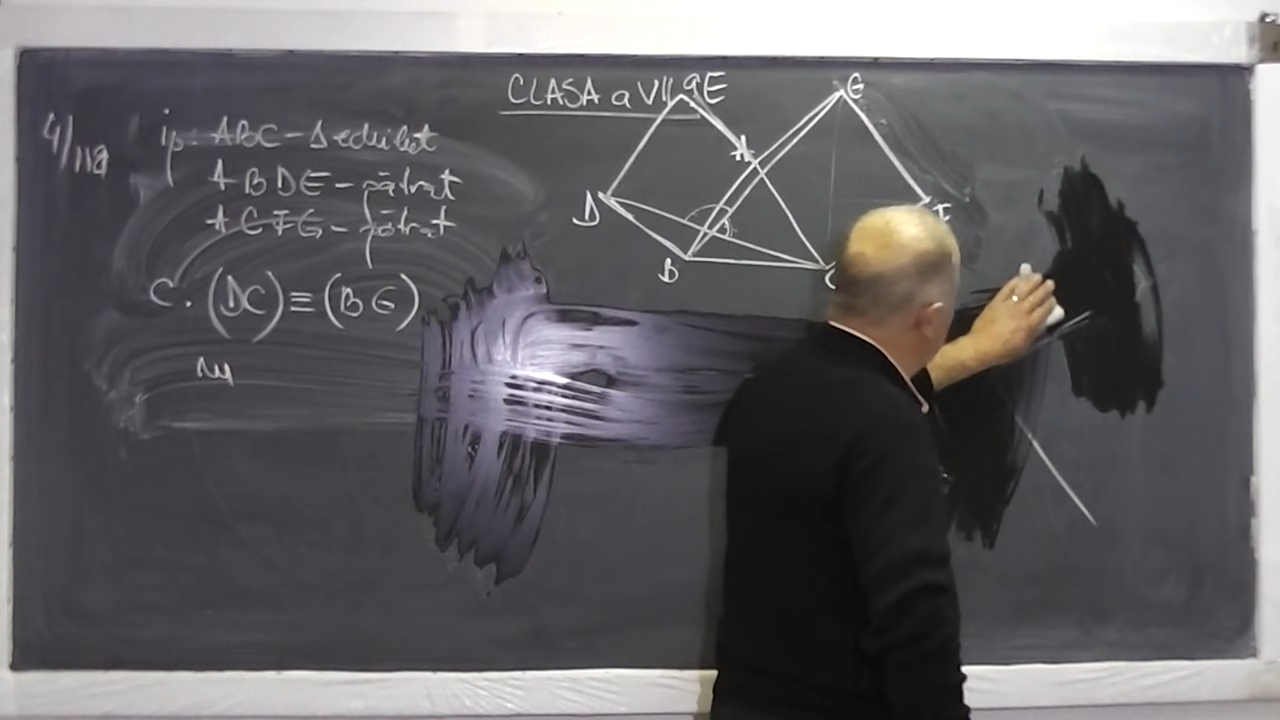 CLASA a VII a
4/118
ip: ABC - Δ echilat
ABDE - pătrat
ACFG - pătrat
C. (DC) ≡ (BG)
E
G
A
D
F
B
C